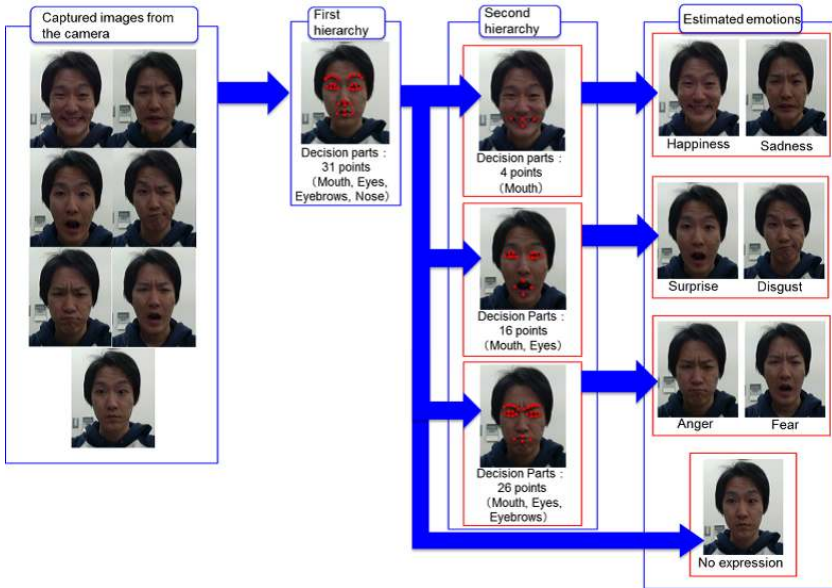 Captured images from
the camera
First
hierarchy
Decision parts：
31 points
（Mouth, Eyes,
Eyebrows, Nose）
Second
hierarchy
Decision parts：
4 points
（Mouth）
Decision Parts：
16 points
（Mouth, Eyes）
Decision Parts：
26 points
（Mouth, Eyes,
Eyebrows）
Estimated emotions
Happiness
Sadness
Surprise
Disgust
Anger
Fear
No expression